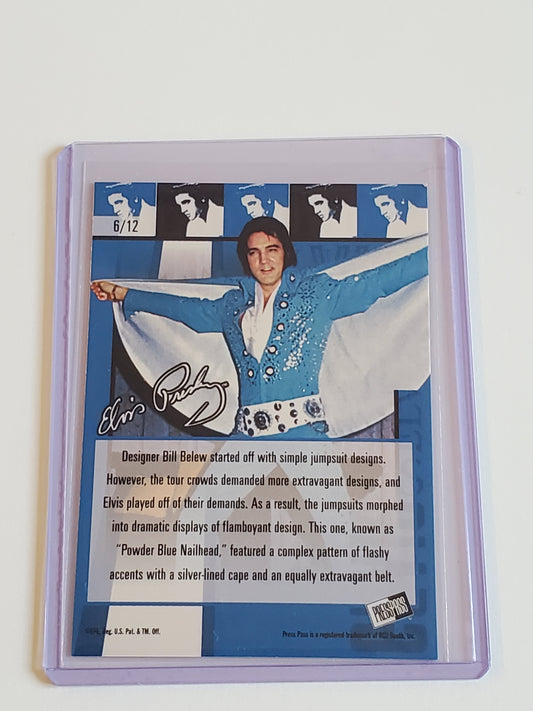 6/12
Elvis Presley
Designer Bill Belew started off with simple jumpsuit designs.
However, the tour crowds demanded more extravagant designs, and
Elvis played off of their demands. As a result, the jumpsuits morphed
into dramatic displays of flamboyant design. This one, known as
“Powder Blue Nailhead,” featured a complex pattern of flashy
accents with a silver-lined cape and an equally extravagant belt.
PRESS PASS
Reg. U.S. Pat. & TM. Off.
Press Pass is a registered trademark of RC2 South, Inc.